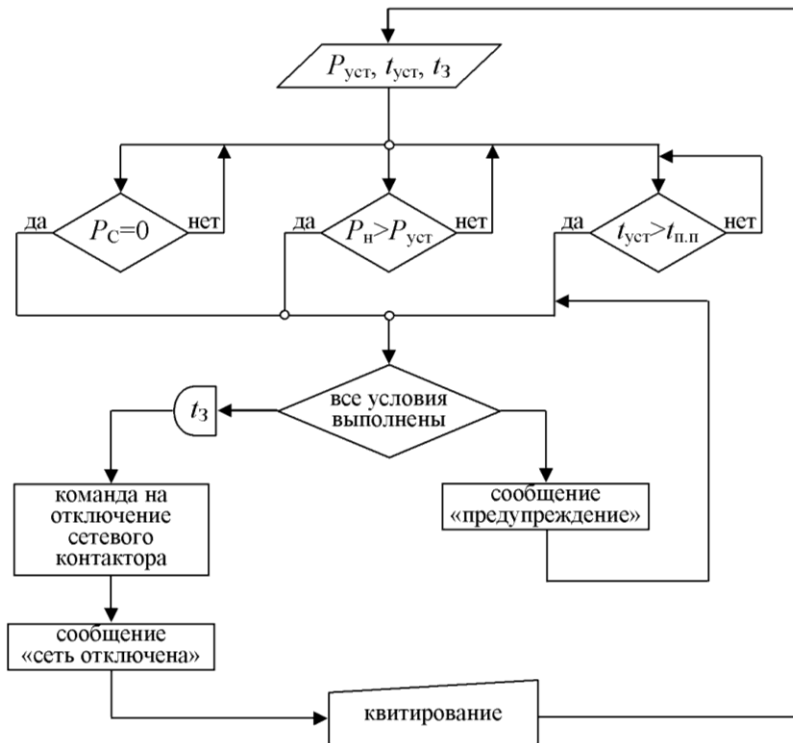 Pуст, tуст, tЗ
да
PС=0
нет
да
Pн>Pуст
нет
да
tуст>tп.п
нет
все условия
выполнены
tЗ
команда на
отключение
сетевого
контактора
сообщение
«предупреждение»
сообщение
«сеть отключена»
квитирование